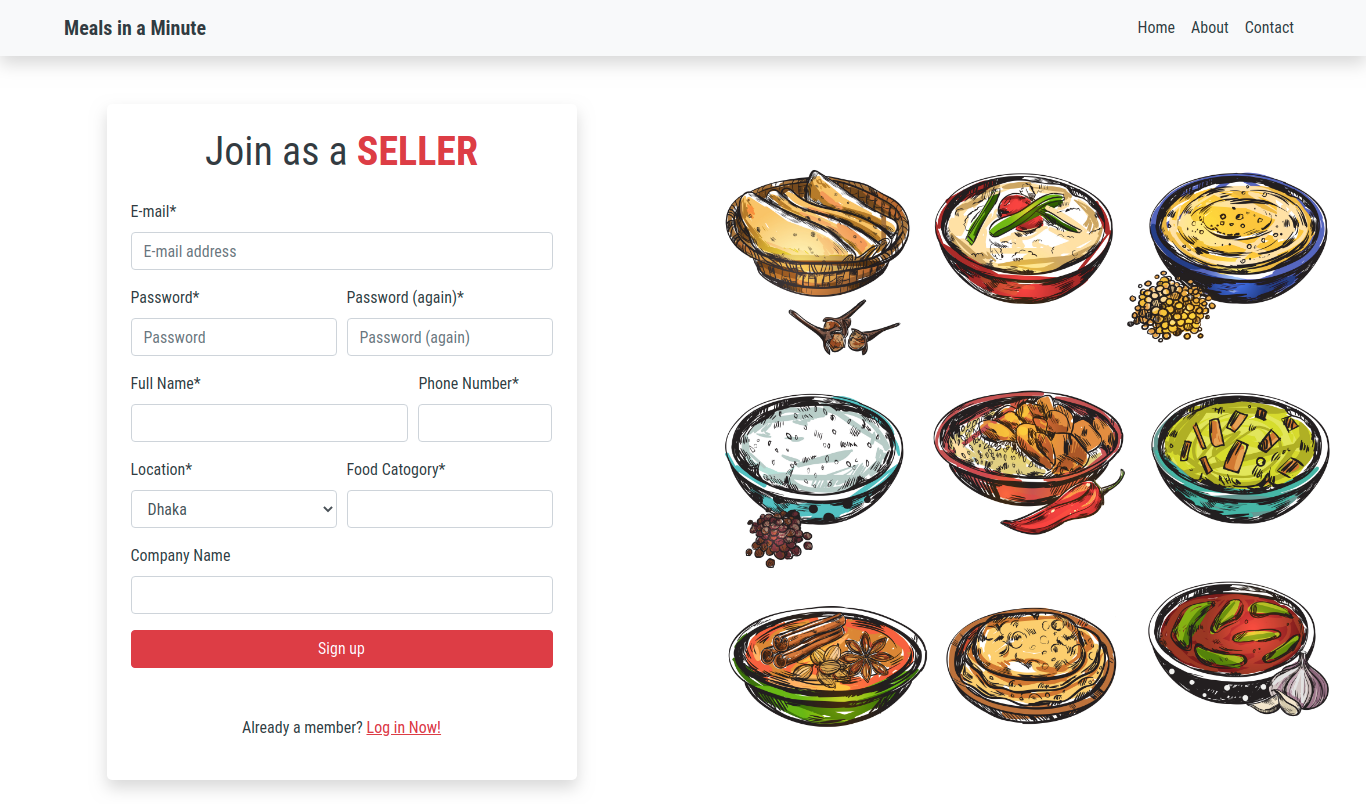 Meals in a Minute
Home About Contact
Join as a SELLER
E-mail*
E-mail address
Password* Password (again)*
Password Password (again)
Full Name* Phone Number*
Location* Food Catogory*
Dhaka
Company Name
Sign up
Already a member? Log in Now!